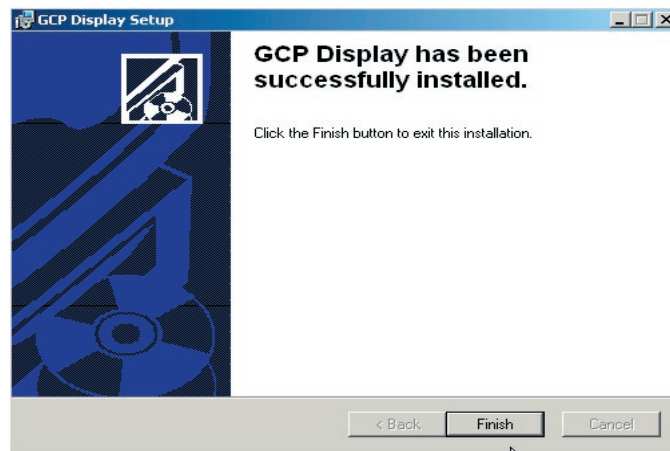 GCP Display Setup
GCP Display has been
successfully installed.
Click the Finish button to exit this installation.
< Back
Finish
Cancel